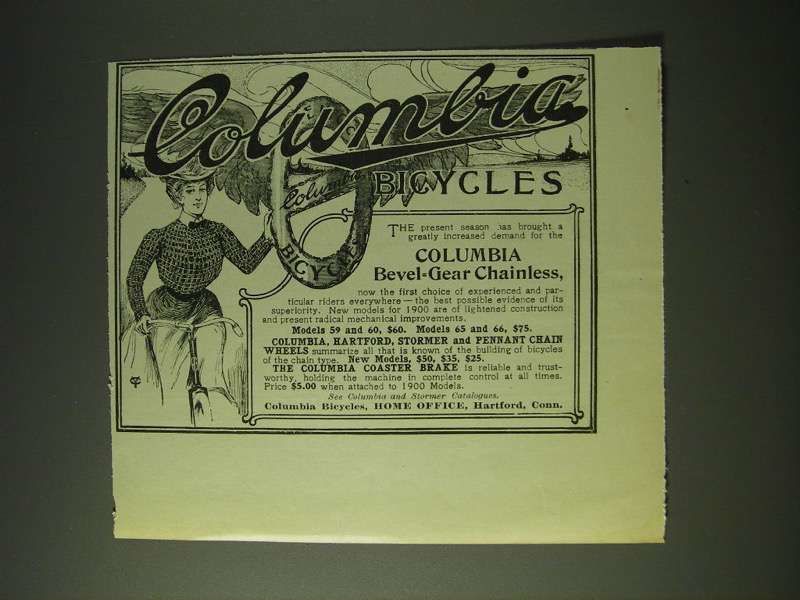 Columbia
BICYCLES
Columbia
BICYCLES
THE present season has brought a
greatly increased demand for the
COLUMBIA
Bevel-Gear Chainless,
now the first choice of experienced and par-
ticular riders everywhere — the best possible evidence of its
superiority. New models for 1900 are of lightened construction
and present radical mechanical improvements.
Models 59 and 60, $60. Models 65 and 66, $75.
COLUMBIA, HARTFORD, STORMER and PENNANT CHAIN
WHEELS summarize all that is known of the building of bicycles
of the chain type. New Models, $50, $35, $25.
THE COLUMBIA COASTER BRAKE is reliable and trust-
worthy, holding the machine in complete control at all times.
Price $5.00 when attached to 1900 Models.
See Columbia and Stormer Catalogues.
Columbia Bicycles, HOME OFFICE, Hartford, Conn.